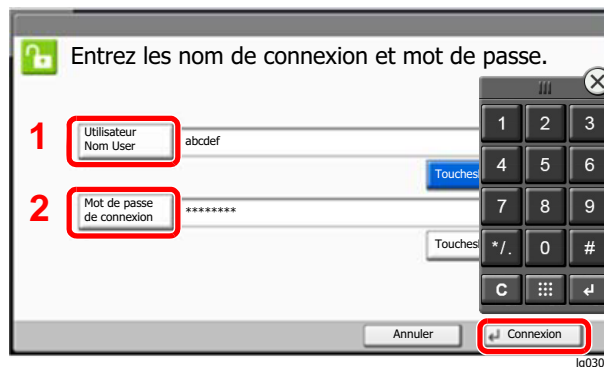 Entrez les nom de connexion et mot de passe.
1
Utilisateur
Nom User
abcdef
Touches
2
Mot de passe
de connexion
********
Touches
1 2 3
4 5 6
7 8 9
*/. 0 #
C
Annuler
Connexion